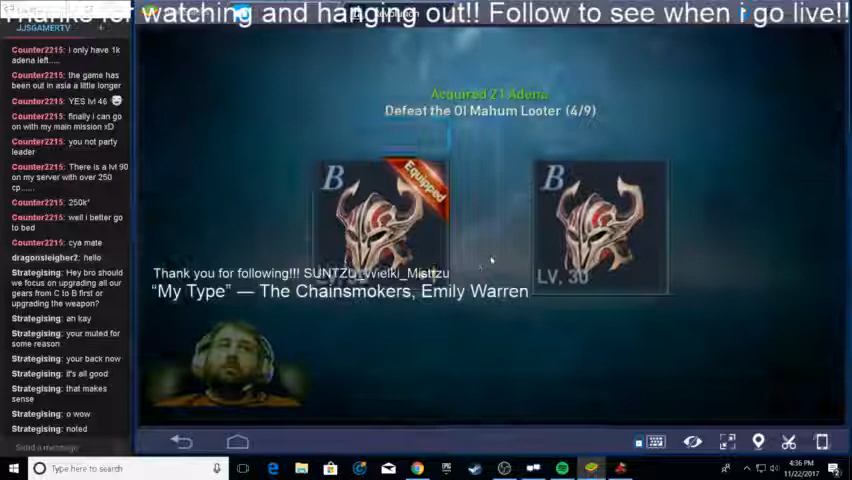 Thanks for watching and hanging out!! Follow to see when i go live!!
JJSGAMERTV
Counter2215: i only have 1k
adena left.....
Counter2215: the game has
been out in asia a little longer
Counter2215: YES lvl 46
Counter2215: finally i can go
on with my main mission xD
Counter2215: you not party
leader
Counter2215: There is a lvl 90
on my server with over 250
cp......
Counter2215: 250k*
Counter2215: well i better go
to bed
Counter2215: cya mate
dragonsleigher2: hello
Strategising: Hey bro should
we focus on upgrading all our
gears from C to B first or
upgrading the weapon?
Strategising: ah kay
Strategising: your muted for
some reason
Strategising: your back now
Strategising: it's all good
Strategising: that makes
sense
Strategising: o wow
Strategising: noted
Send a message
Acquired 21 Adena
Defeat the Ol Mahum Looter (4/9)
B
Equipped
B
LV, 30
Thank you for following!!! SUNTZU_Wielki_Mistrzu
“My Type” — The Chainsmokers, Emily Warren
Type here to search
4:36 PM
11/22/2017